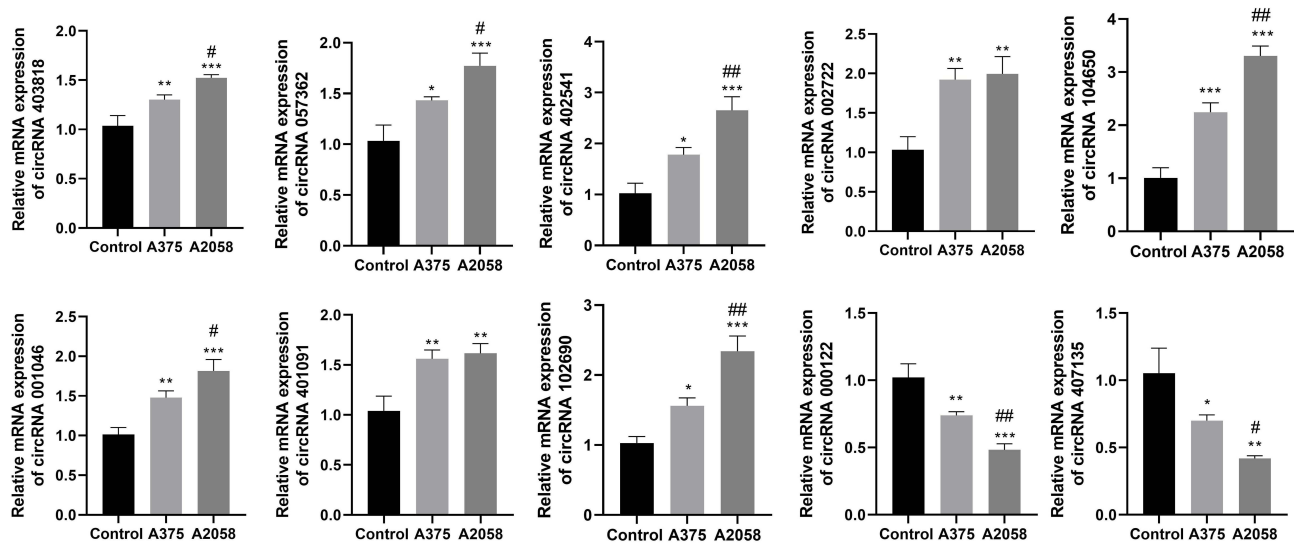 Relative mRNA expression
of circRNA 403818
2.0
1.5
1.0
0.5
0.0
**
#
***
Control A375 A2058
Relative mRNA expression
of circRNA 057362
2.0
1.5
1.0
0.5
0.0
*
#
***
Control A375 A2058
Relative mRNA expression
of circRNA 402541
4
3
2
1
0
*
##
***
Control A375 A2058
Relative mRNA expression
of circRNA 002722
2.5
2.0
1.5
1.0
0.5
0.0
**
**
Control A375 A2058
Relative mRNA expression
of circRNA 104650
4
3
2
1
0
***
##
***
Control A375 A2058
Relative mRNA expression
of circRNA 001046
2.5
2.0
1.5
1.0
0.5
0.0
**
#
***
Control A375 A2058
Relative mRNA expression
of circRNA 401091
2.0
1.5
1.0
0.5
0.0
**
**
Control A375 A2058
Relative mRNA expression
of circRNA 102690
3
2
1
0
*
##
***
Control A375 A2058
Relative mRNA expression
of circRNA 000122
1.5
1.0
0.5
0.0
**
##
***
Control A375 A2058
Relative mRNA expression
of circRNA 407135
1.5
1.0
0.5
0.0
*
#
**
Control A375 A2058